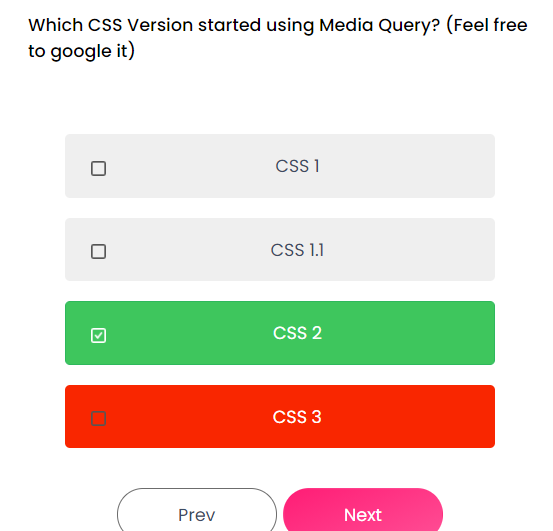 Which CSS Version started using Media Query? (Feel free
to google it)
CSS 1
CSS 1.1
CSS 2
CSS 3
Prev
Next